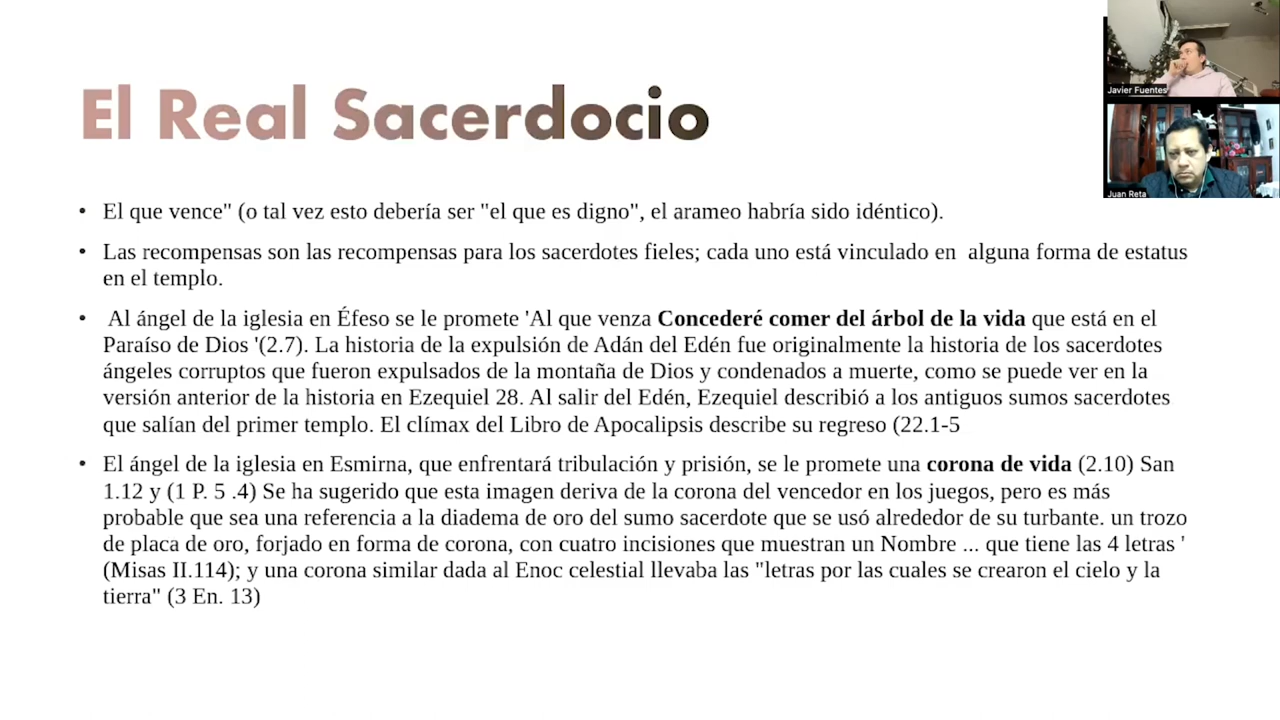 El Real Sacerdocio
• El que vence" (o tal vez esto debería ser "el que es digno", el arameo habría sido idéntico).
• Las recompensas son las recompensas para los sacerdotes fieles; cada uno está vinculado en  alguna forma de estatus
en el templo.
•  Al ángel de la iglesia en Éfeso se le promete 'Al que venza Concederé comer del árbol de la vida que está en el
Paraíso de Dios '(2.7). La historia de la expulsión de Adán del Edén fue originalmente la historia de los sacerdotes
ángeles corruptos que fueron expulsados de la montaña de Dios y condenados a muerte, como se puede ver en la
versión anterior de la historia en Ezequiel 28. Al salir del Edén, Ezequiel describió a los antiguos sumos sacerdotes
que salían del primer templo. El clímax del Libro de Apocalipsis describe su regreso (22.1-5
• El ángel de la iglesia en Esmirna, que enfrentará tribulación y prisión, se le promete una corona de vida (2.10) San
1.12 y (1 P. 5 .4) Se ha sugerido que esta imagen deriva de la corona del vencedor en los juegos, pero es más
probable que sea una referencia a la diadema de oro del sumo sacerdote que se usó alrededor de su turbante. un trozo
de placa de oro, forjado en forma de corona, con cuatro incisiones que muestran un Nombre ... que tiene las 4 letras '
(Misas II.114); y una corona similar dada al Enoc celestial llevaba las "letras por las cuales se crearon el cielo y la
tierra" (3 En. 13)
Javier Fuentes
Juan Reta